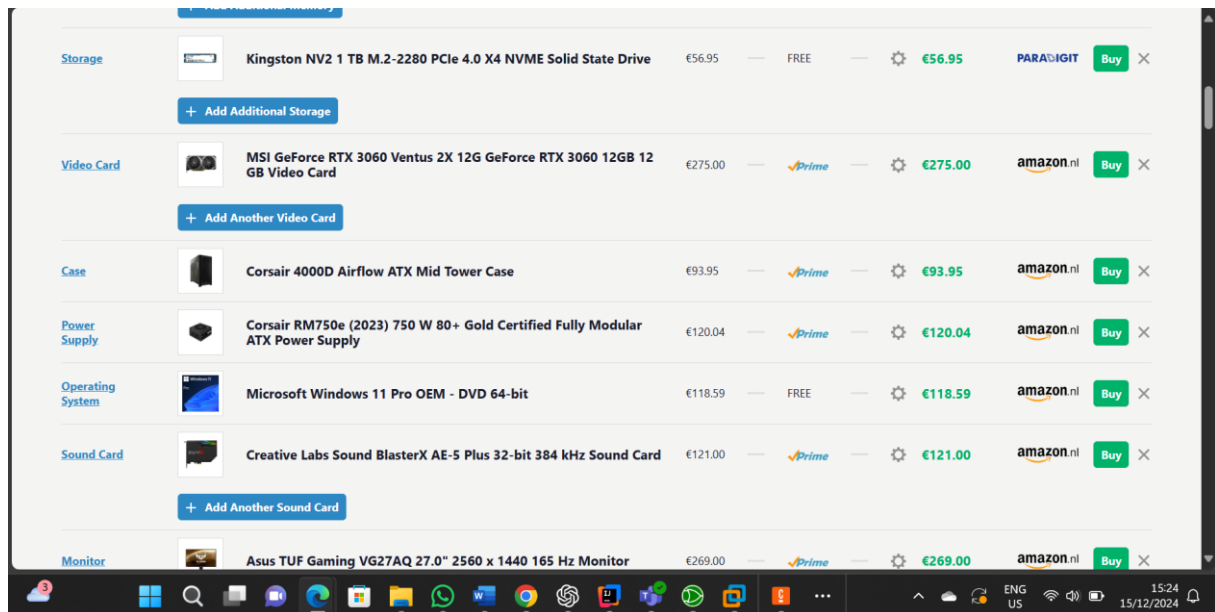 + Add Additional Memory
Storage
Kingston NV2 1 TB M.2-2280 PCIe 4.0 X4 NVME Solid State Drive
€56.95
FREE
€56.95
PARADIGIT
Buy
+ Add Additional Storage
Video Card
MSI GeForce RTX 3060 Ventus 2X 12G GeForce RTX 3060 12GB 12
GB Video Card
€275.00
Prime
€275.00
amazon.nl
Buy
+ Add Another Video Card
Case
Corsair 4000D Airflow ATX Mid Tower Case
€93.95
Prime
€93.95
amazon.nl
Buy
Power
Supply
Corsair RM750e (2023) 750 W 80+ Gold Certified Fully Modular
ATX Power Supply
€120.04
Prime
€120.04
amazon.nl
Buy
Operating
System
Microsoft Windows 11 Pro OEM - DVD 64-bit
€118.59
FREE
€118.59
amazon.nl
Buy
Sound Card
Creative Labs Sound BlasterX AE-5 Plus 32-bit 384 kHz Sound Card
€121.00
Prime
€121.00
amazon.nl
Buy
+ Add Another Sound Card
Monitor
Asus TUF Gaming VG27AQ 27.0" 2560 x 1440 165 Hz Monitor
€269.00
Prime
€269.00
amazon.nl
Buy
3
ENG
US
15:24
15/12/2024